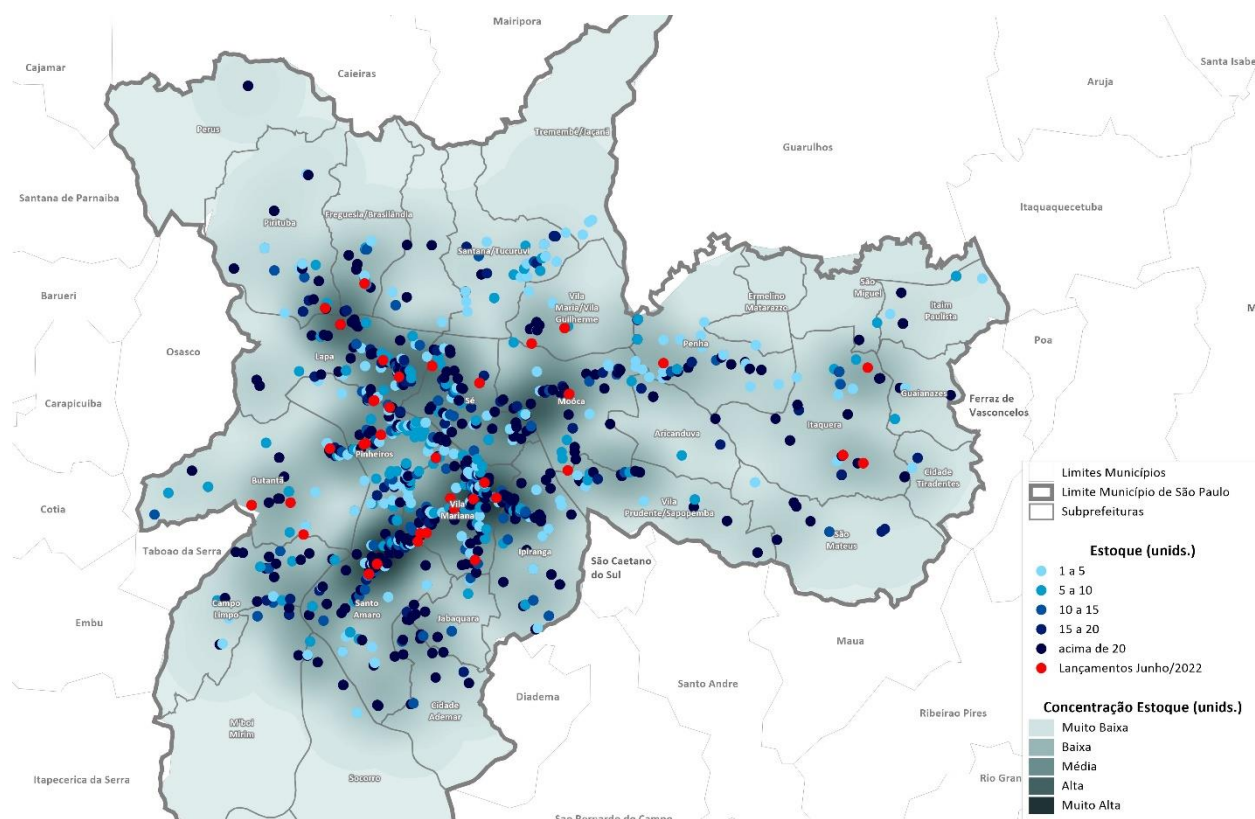 Mairipora
Cajamar
Caieiras
Santa Isabe
Aruja
Perus
Tremembé/Jaçanã
Guarulhos
Santana de Parnaiba
Itaquaquecetuba
Pirituba
Freguesia/Brasilândia
Santana/Tucuruvi
Barueri
São
Miguel
Ermelino
Matarazzo
Itaim
Paulista
Vila
Maria/Vila
Guilherme
M
Osasco
Lapa
Penha
Poa
Carapicuiba
Sé
Moóca
Guaianazes
Ferraz de
Vasconcelos
Itaquera
Aricanduva
Pinheiros
Butantã
Cidade
Tiradentes
Cotia
Vila
Mariana
Vila
Prudente/Sapopemba
São
Mateus
Taboao da Serra
Ipiranga
São Caetano
do Sul
Campo
Limpo
Santo
Amaro
Jabaquara
Embu
Maua
Santo Andre
Diadema
Cidade
Ademar
Ribeirao Pires
M'boi
Mirim
Itapecerica da Serra
Socorro
Rio Gran
Sao Bernardo do Campo
Limites Municípios
Limite Município de São Paulo
Subprefeituras
Estoque (unids.)
1 a 5
5 a 10
10 a 15
15 a 20
acima de 20
Lançamentos Junho/2022
Concentração Estoque (unids.)
Muito Baixa
Baixa
Média
Alta
Muito Alta